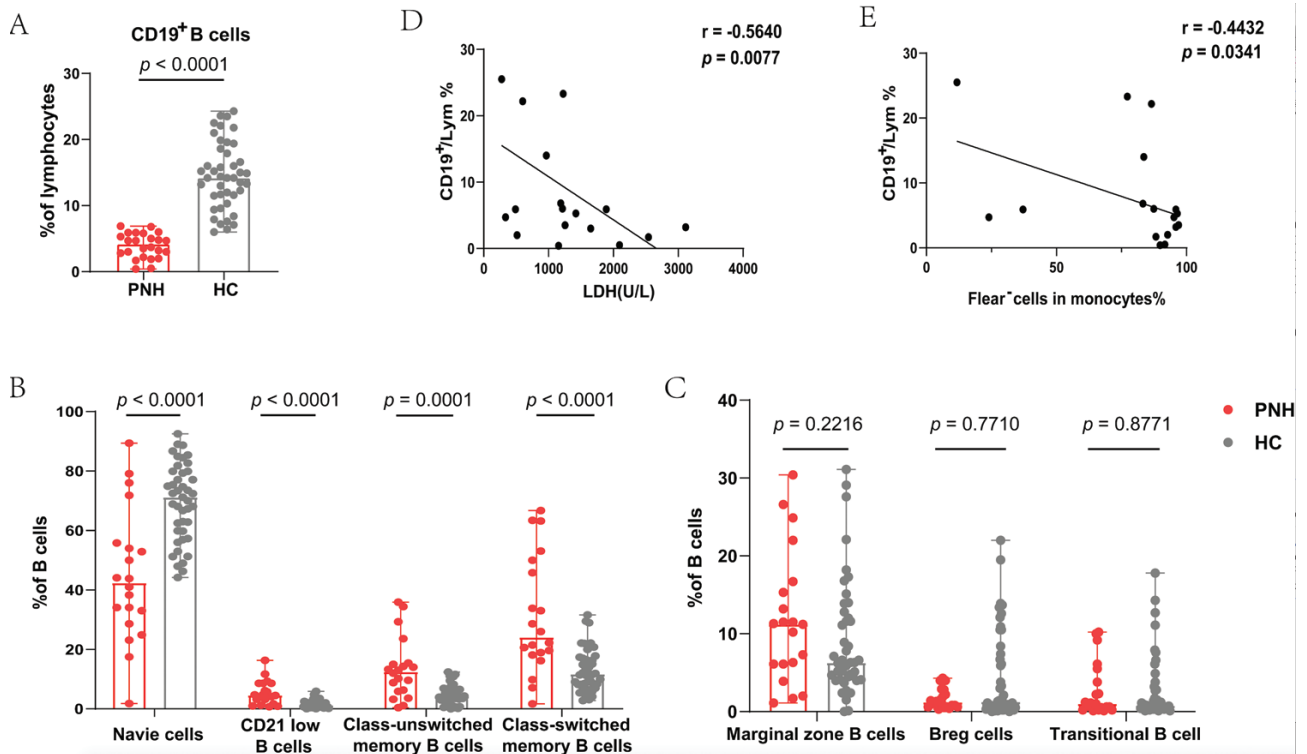 A
CD19+ B cells
p < 0.0001
%of lymphocytes
30
20
10
0
PNH
HC
D
r = -0.5640
p = 0.0077
CD19+/Lym %
30
20
10
0
0
1000
2000
3000
4000
LDH(U/L)
E
r = -0.4432
p = 0.0341
CD19+/Lym %
30
20
10
0
0
50
100
Flear-cells in monocytes%
B
p < 0.0001
p < 0.0001
p = 0.0001
p < 0.0001
%of B cells
100
80
60
40
20
0
Navie cells
CD21 low
B cells
Class-unswitched
memory B cells
Class-switched
memory B cells
C
p = 0.2216
p = 0.7710
p = 0.8771
%of B cells
40
30
20
10
0
Marginal zone B cells
Breg cells
Transitional B cell
PNH
HC